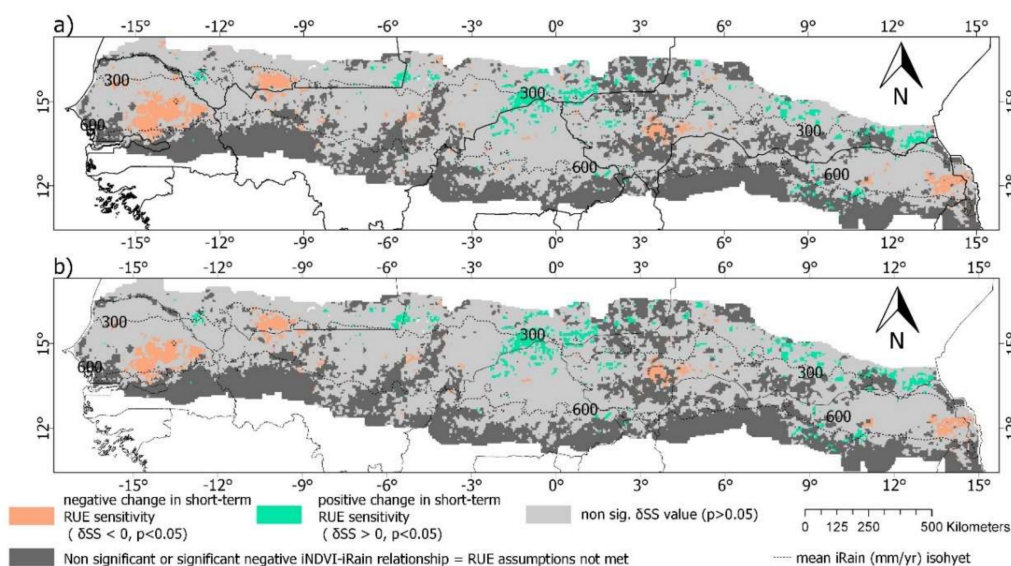 a)
-15° -12° -9° -6° -3° 0° 3° 6° 9° 12° 15°
300
15°
600
12°
300
600
300
600
15°
12°
N
-15° -12° -9° -6° -3° 0° 3° 6° 9° 12° 15°
b)
-15° -12° -9° -6° -3° 0° 3° 6° 9° 12° 15°
300
15°
600
12°
300
600
300
600
15°
12°
N
-15° -12° -9° -6° -3° 0° 3° 6° 9° 12° 15°
negative change in short-term
RUE sensitivity
( δSS < 0, p<0.05)
positive change in short-term
RUE sensitivity
( δSS > 0, p<0.05)
non sig. δSS value (p>0.05)
0 125 250 500 Kilometers
Non significant or significant negative iNDVI-iRain relationship = RUE assumptions not met
mean iRain (mm/yr) isohyet